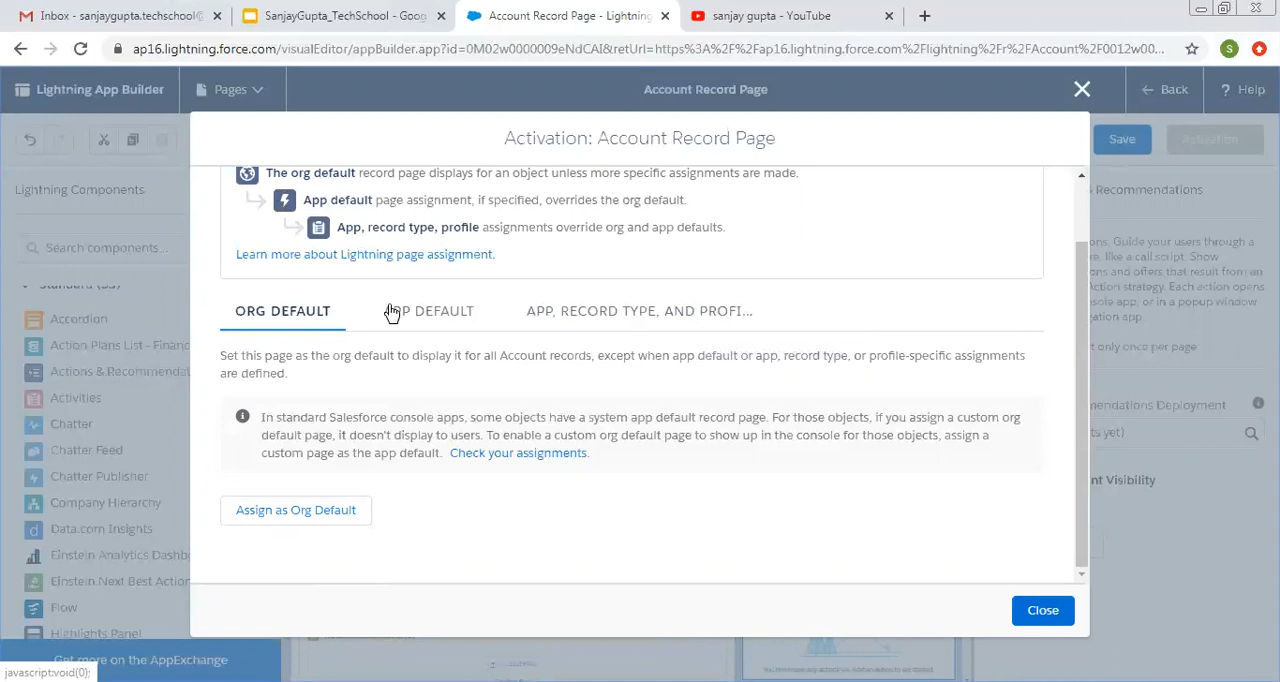 Inbox - sanjaygupta.techschool@
SanjayGupta_TechSchool - Goog
Account Record Page - Lightning
sanjay gupta - YouTube
ap16.lightning.force.com/visualEditor/appBuilder.app?id=0M02w0000009eNdCAI&retUrl=https%3A%2F%2Fap16.lightning.force.com%2Flightning%2Fr%2FAccount%2F0012w00...
S
Lightning App Builder
Pages
Account Record Page
Back
? Help
Activation: Account Record Page
Save
Activation
Lightning Components
Recommendations
The org default record page displays for an object unless more specific assignments are made.
App default page assignment, if specified, overrides the org default.
App, record type, profile assignments override org and app defaults.
Learn more about Lightning page assignment.
Search components...
ons. Guide your users through a
re, like a call script. Show
ons and offers that result from an
Action strategy. Each action opens
console app, or in a popup window
gation app.
t only once per page
Accordion
Action Plans List - Financ
Actions & Recommendat
Activities
Chatter
Chatter Feed
Chatter Publisher
Company Hierarchy
Data.com Insights
Einstein Analytics Dashb
Einstein Next Best Action
Flow
Highlights Panel
ORG DEFAULT
P DEFAULT
APP, RECORD TYPE, AND PROFI...
Set this page as the org default to display it for all Account records, except when app default or app, record type, or profile-specific assignments
are defined.
In standard Salesforce console apps, some objects have a system app default record page. For those objects, if you assign a custom org
default page, it doesn't display to users. To enable a custom org default page to show up in the console for those objects, assign a
custom page as the app default. Check your assignments.
mendations Deployment
ts yet)
nt Visibility
Assign as Org Default
Close
Get more on the AppExchange
javascript:void(0);